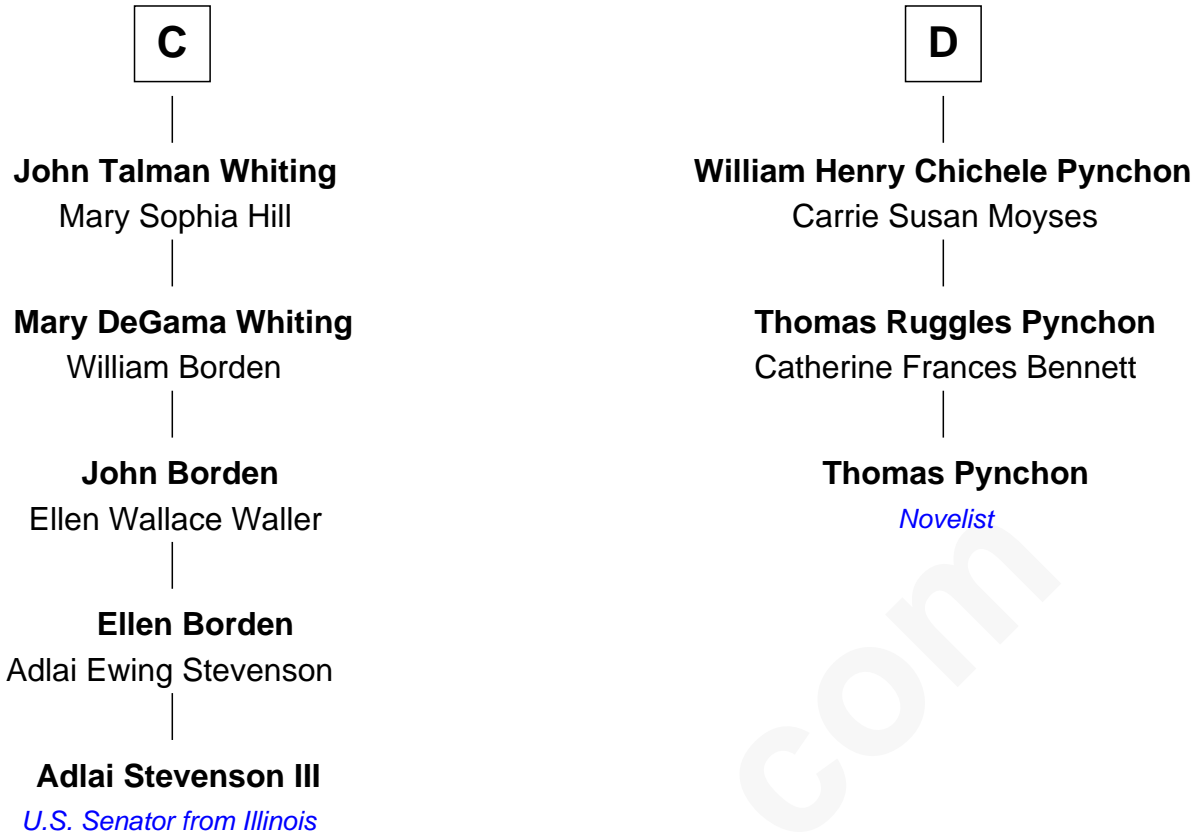 C
John Talman Whiting
Mary Sophia Hill
Mary DeGama Whiting
William Borden
John Borden
Ellen Wallace Waller
Ellen Borden
Adlai Ewing Stevenson
Adlai Stevenson III
U.S. Senator from Illinois
D
William Henry Chichele Pynchon
Carrie Susan Moyses
Thomas Ruggles Pynchon
Catherine Frances Bennett
Thomas Pynchon
Novelist
com